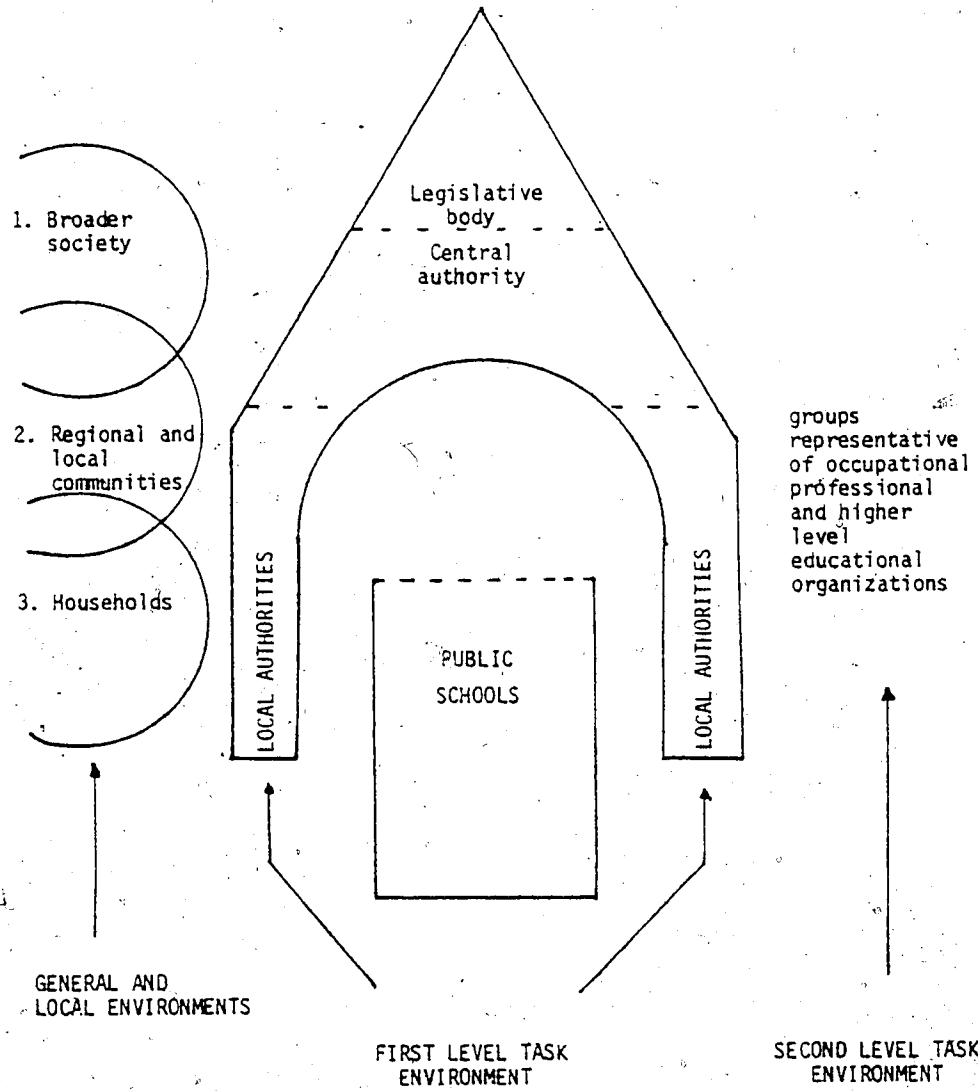 Legislative
body
Central
authority
1. Broader
society
2. Regional and
local
communities
3. Households
LOCAL AUTHORITIES
PUBLIC
SCHOOLS
LOCAL AUTHORITIES
groups
representative
of occupational
professional
and higher
level
educational
organizations
GENERAL AND
LOCAL ENVIRONMENTS
FIRST LEVEL TASK
ENVIRONMENT
SECOND LEVEL TASK
ENVIRONMENT